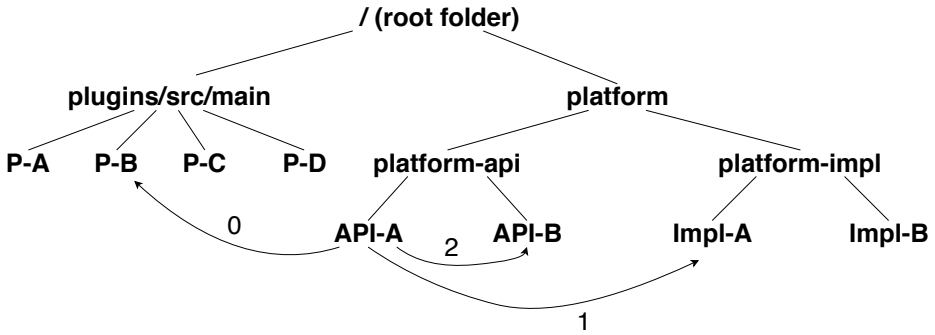 / (root folder)
plugins/src/main platform
P-A P-B P-C P-D platform-api platform-impl
0 API-A 2 API-B Impl-A Impl-B
1